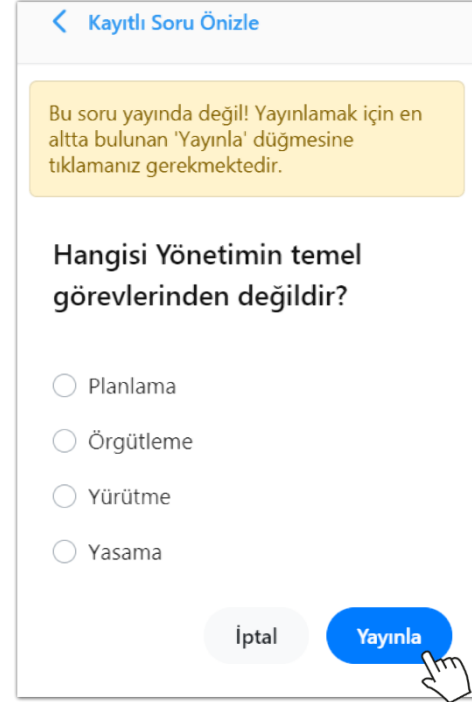 Kayıtlı Soru Önizle
Bu soru yayında değil! Yayınlamak için en
altta bulunan 'Yayınla' düğmesine
tıklamanız gerekmektedir.
Hangisi Yönetimin temel
görevlerinden değildir?
Planlama
Örgütleme
Yürütme
Yasama
İptal
Yayınla